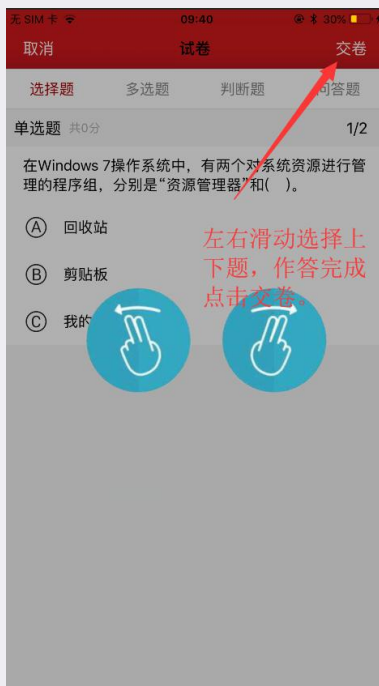 无 SIM 卡 09:40 30%
取消 试卷 交卷
选择题 多选题 判断题 问答题
单选题 共0分 1/2
在Windows 7操作系统中，有两个对系统资源进行管
理的程序组，分别是“资源管理器”和( )。
A 回收站
B 剪贴板
C 我的
左右滑动选择上
下题，作答完成
点击交卷。